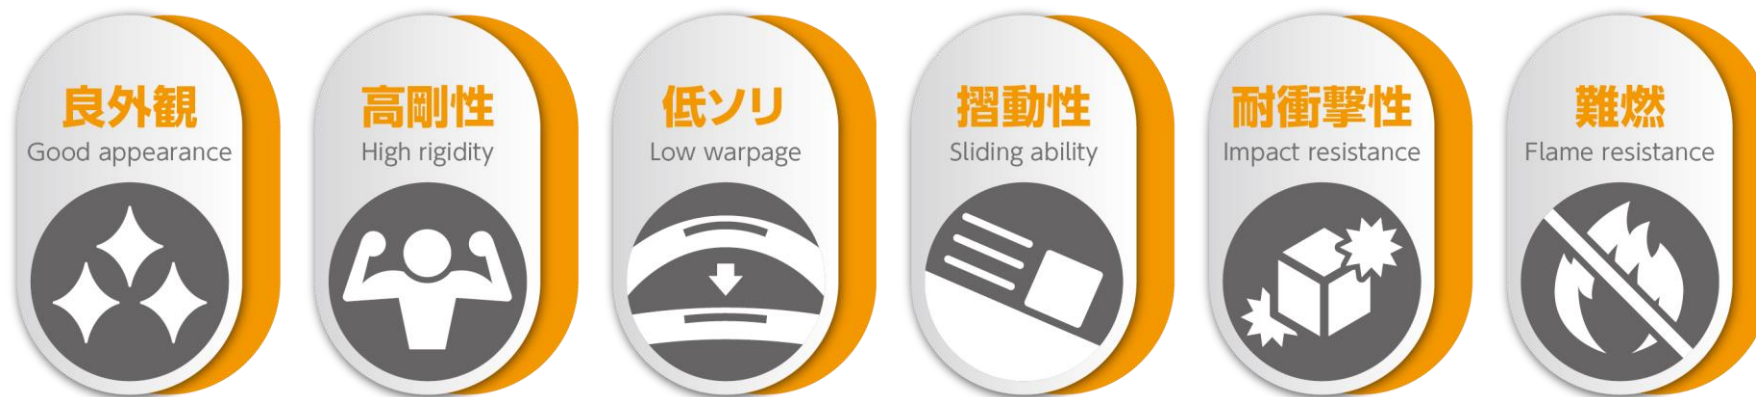 良外観
Good appearance
高剛性
High rigidity
低ソリ
Low warpage
摺動性
Sliding ability
耐衝撃性
Impact resistance
難燃
Flame resistance